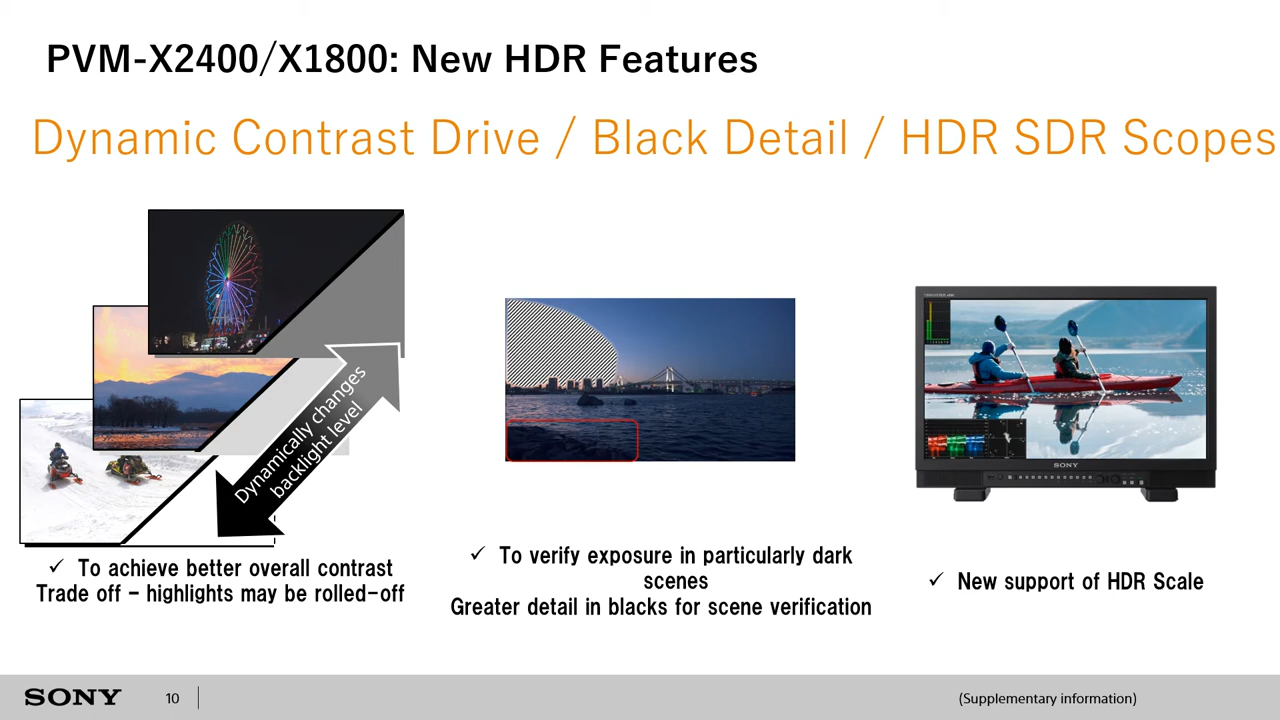 PVM-X2400/X1800: New HDR Features
Dynamic Contrast Drive / Black Detail / HDR SDR Scopes
Dynamically changes
backlight level
✓ To achieve better overall contrast
Trade off – highlights may be rolled-off
✓ To verify exposure in particularly dark
scenes
Greater detail in blacks for scene verification
SONY
✓ New support of HDR Scale
SONY
10
(Supplementary information)